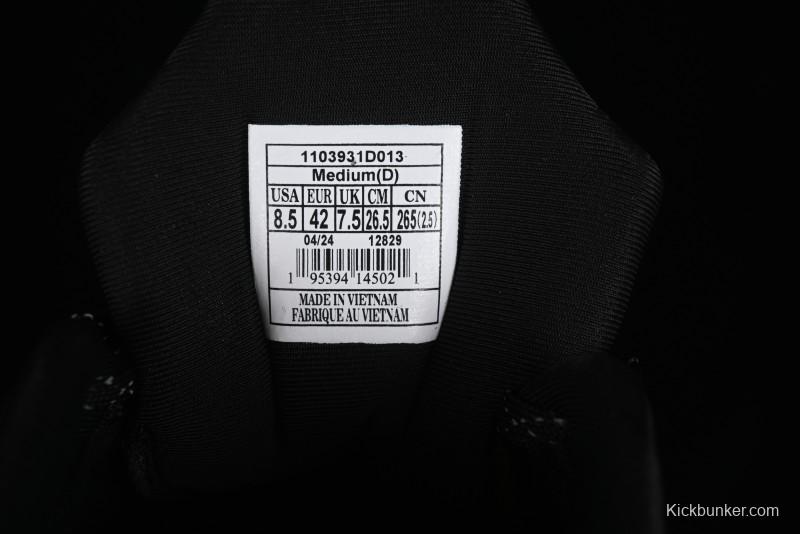 1103931D013
Medium(D)
USA EUR UK CM CN
8.5 42 7.5 26.5 265(2.5)
04/24 12829
1 95394 14502 1
MADE IN VIETNAM
FABRIQUE AU VIETNAM
Kickbunker.com